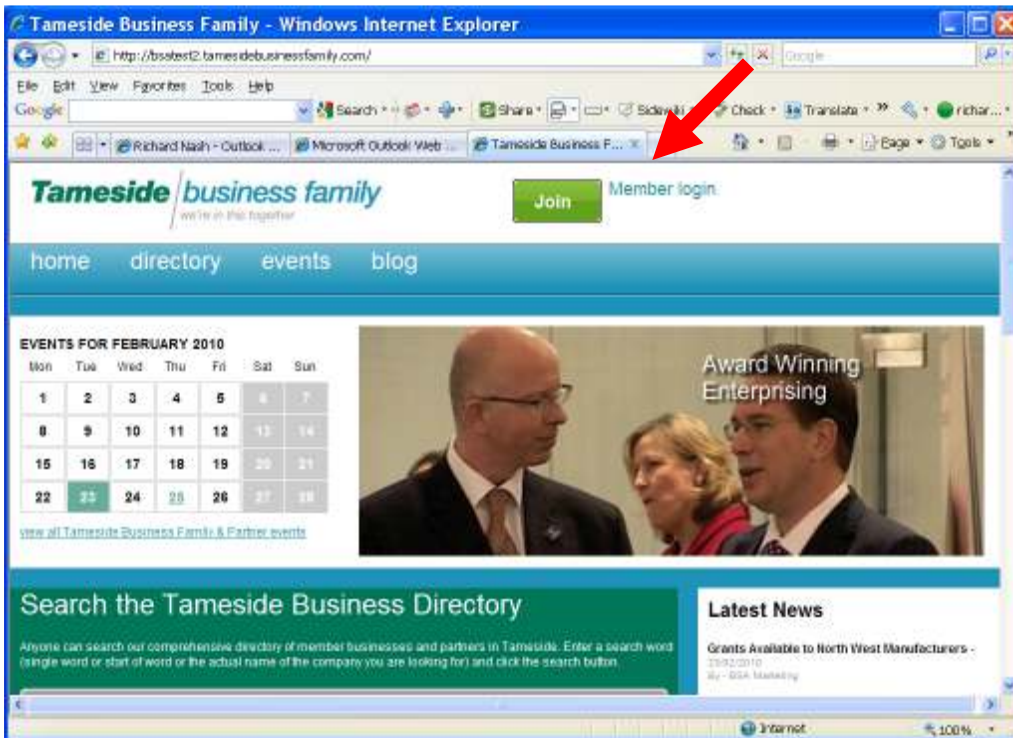 Tameside Business Family - Windows Internet Explorer
http://bsatest2.tamesidebusinessfamily.com/
Google
File Edit View Favorites Tools Help
Google Search Share Sidewiki Check Translate » richar...
Richard Nash - Outlook ... Microsoft Outlook Web ... Tameside Business F... Page Tools »
Tameside business family
we're in this together
Join
Member login
home directory events blog
EVENTS FOR FEBRUARY 2010
Mon Tue Wed Thu Fri Sat Sun
1 2 3 4 5 6 7
8 9 10 11 12 13 14
15 16 17 18 19 20 21
22 23 24 25 26 27 28
view all Tameside Business Family & Partner events
Award Winning
Enterprising
Search the Tameside Business Directory
Anyone can search our comprehensive directory of member businesses and partners in Tameside. Enter a search word
(single word or start of word or the actual name of the company you are looking for) and click the search button.
Latest News
Grants Available to North West Manufacturers -
23/02/2010
By - BSA Marketing
Internet 100%